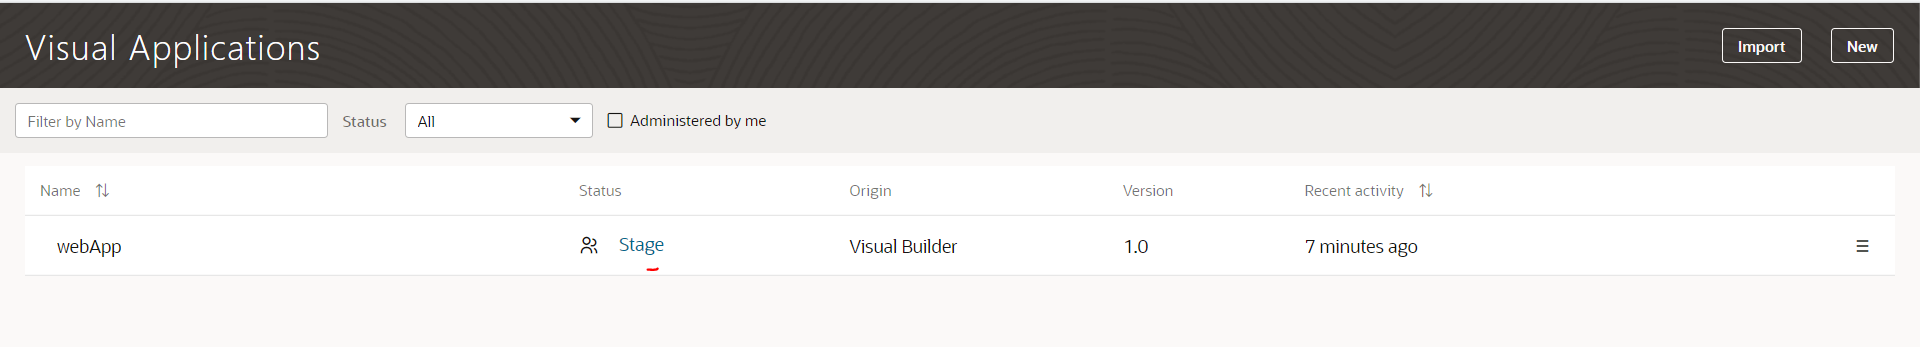 Visual Applications Import New
Filter by Name Status All Administered by me
Name Status Origin Version Recent activity
webApp Stage Visual Builder 1.0 7 minutes ago